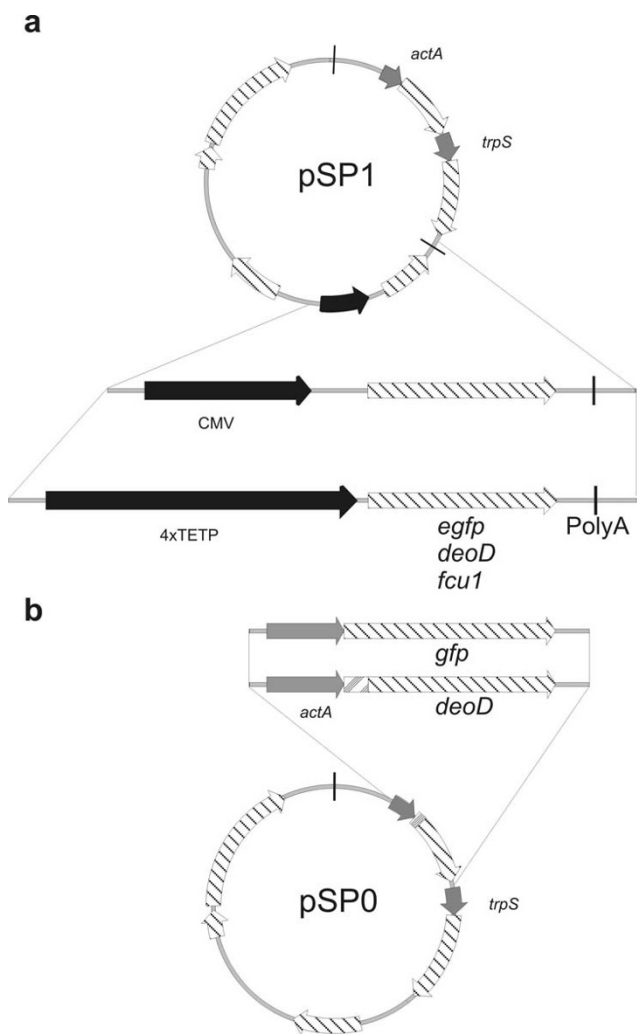 a
actA
trpS
pSP1
CMV
4xTETP
egfp
deoD
fcu1
PolyA
b
gfp
actA
deoD
pSP0
trpS